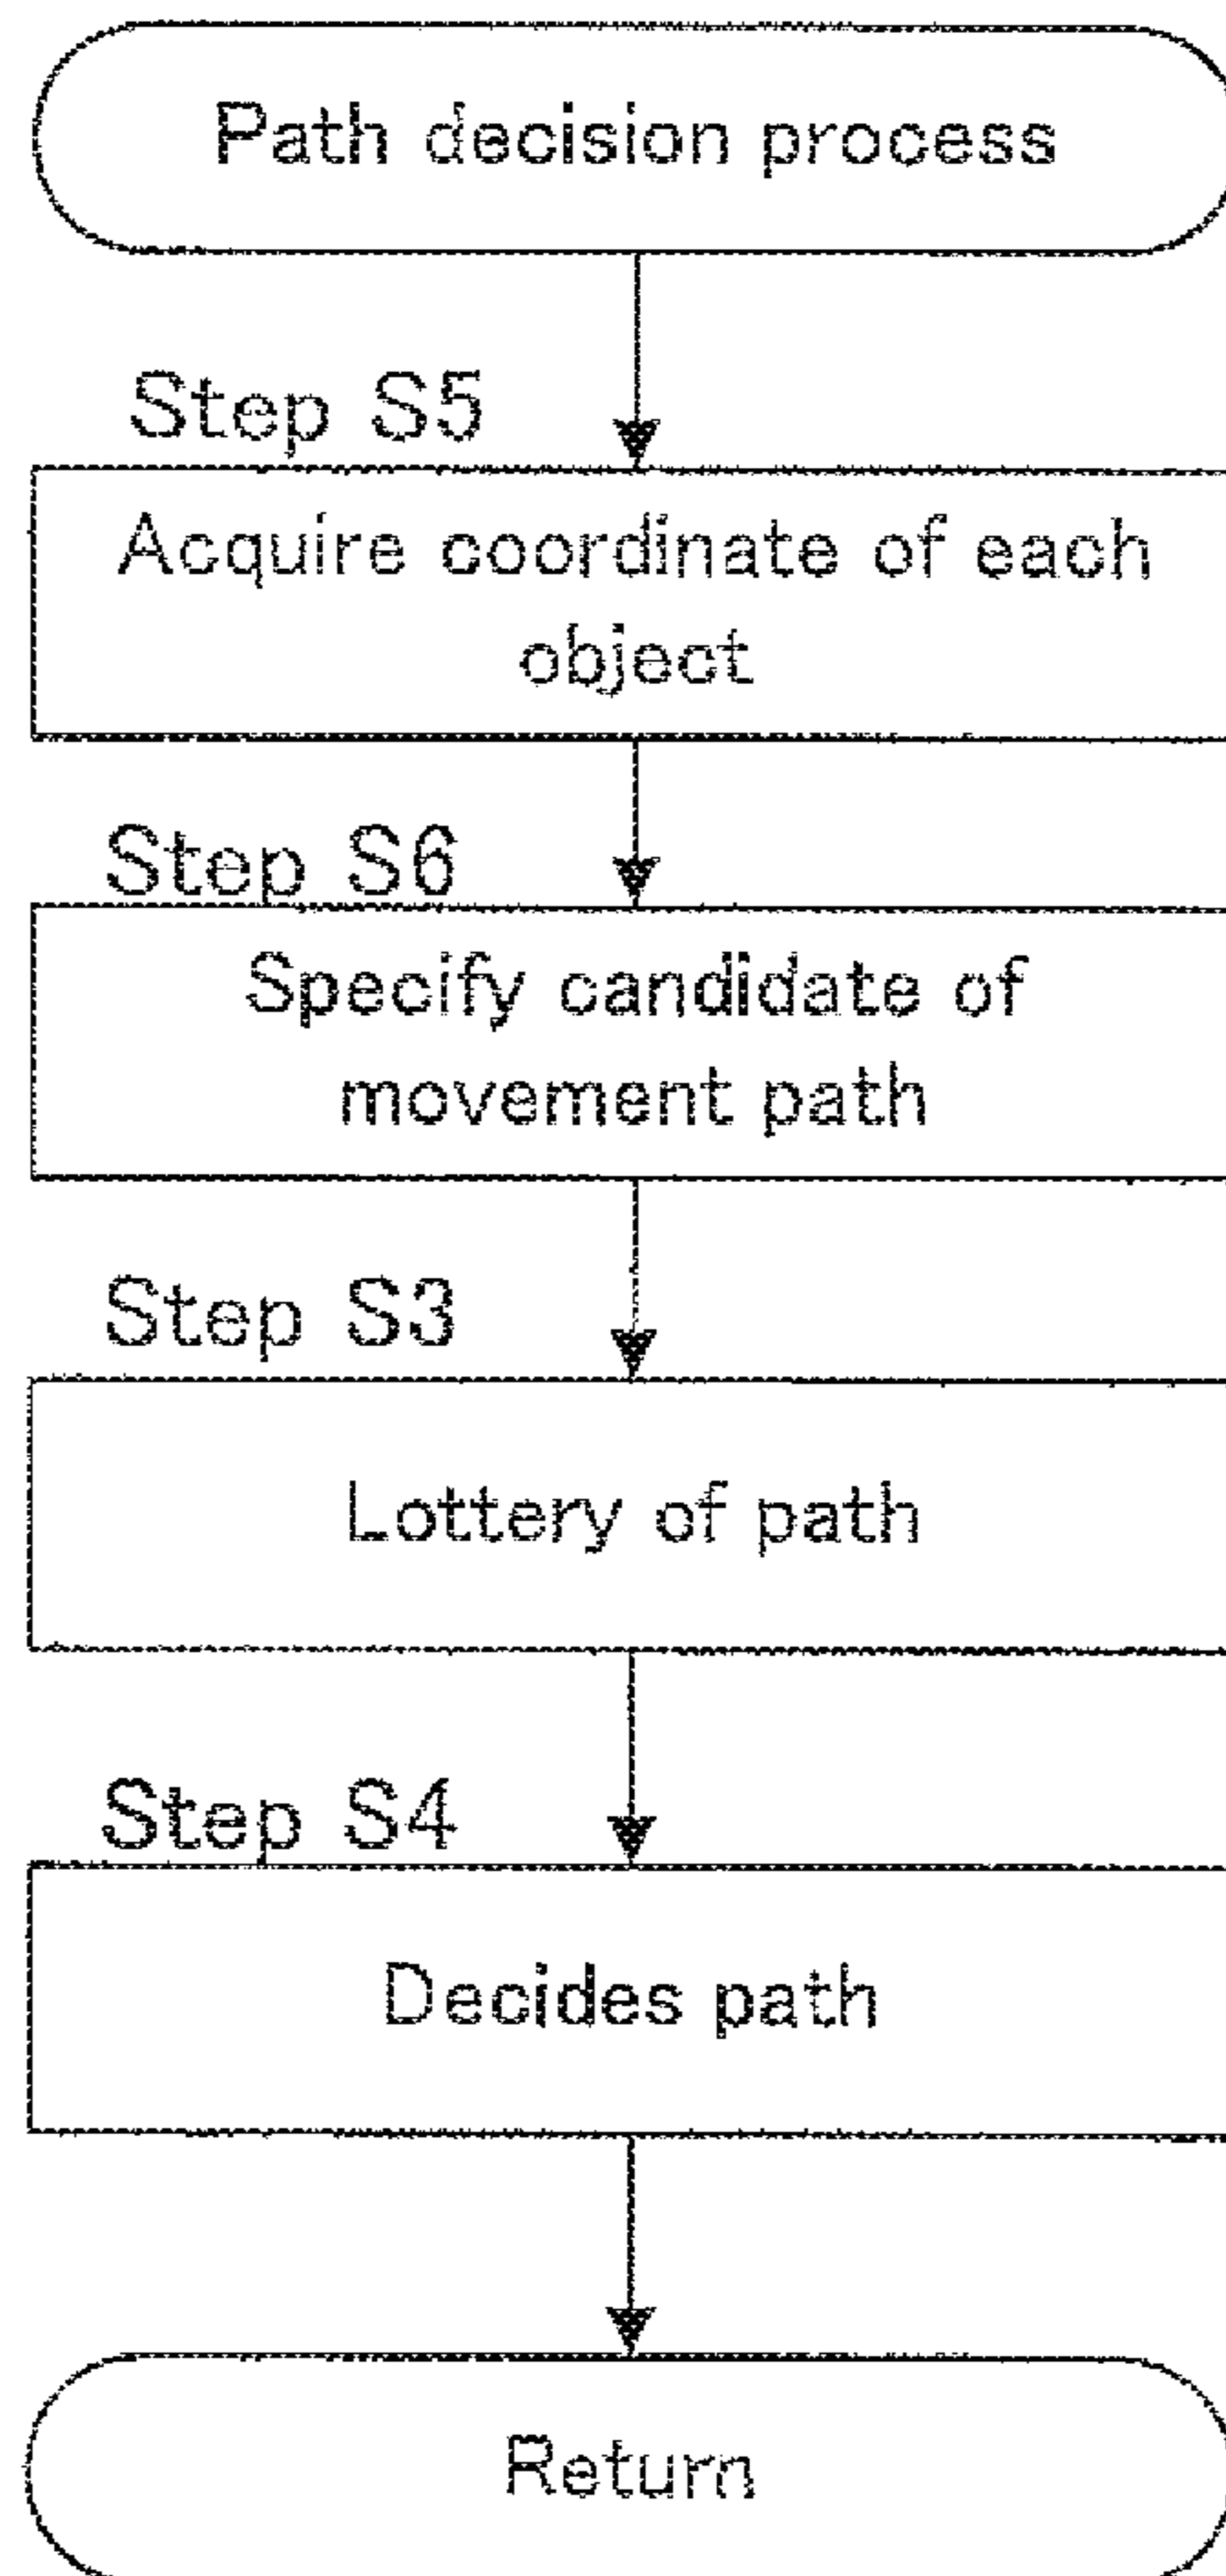 Path decision process
Step S5
Acquire coordinate of each
object
Step S6
Specify candidate of
movement path
Step S3
Lottery of path
Step S4
Decides path
Return